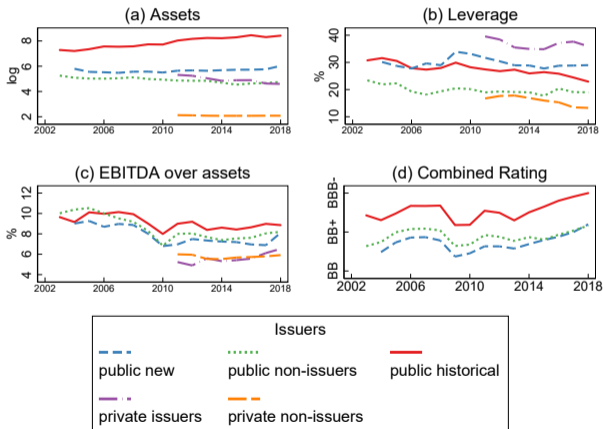 (a) Assets
(b) Leverage
log
2 4 6 8
2002 2006 2010 2014 2018
%
10 20 30 40
2002 2006 2010 2014 2018
(c) EBITDA over assets
(d) Combined Rating
%
4 6 8 10 12
2002 2006 2010 2014 2018
BB BB+ BBB-
2002 2006 2010 2014 2018
Issuers
public new
public non-issuers
public historical
private issuers
private non-issuers